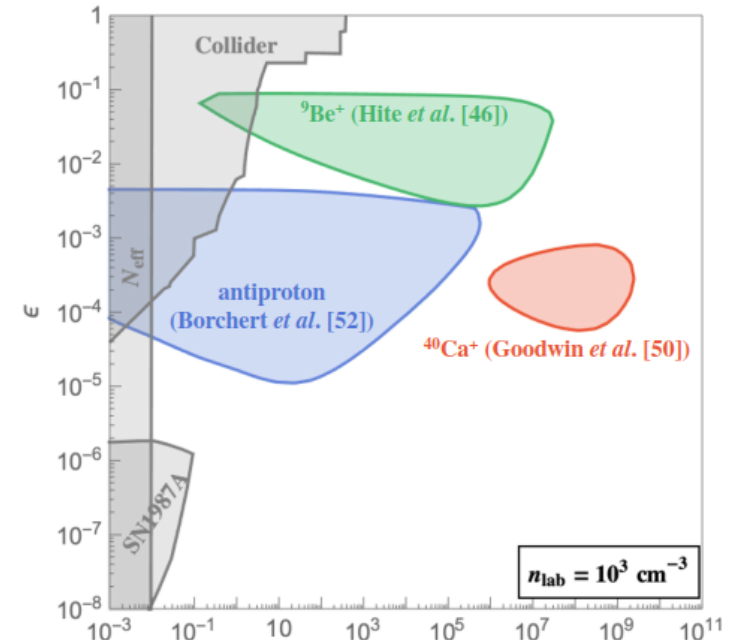 1
10⁻¹
10⁻²
10⁻³
10⁻⁴
10⁻⁵
10⁻⁶
10⁻⁷
10⁻⁸
ϵ
Collider
⁹Be⁺ (Hite et al. [46])
N_eff
antiproton
(Borchert et al. [52])
⁴⁰Ca⁺ (Goodwin et al. [50])
SN1987A
n_lab = 10³ cm⁻³
10⁻³ 10⁻¹ 10 10³ 10⁵ 10⁷ 10⁹ 10¹¹